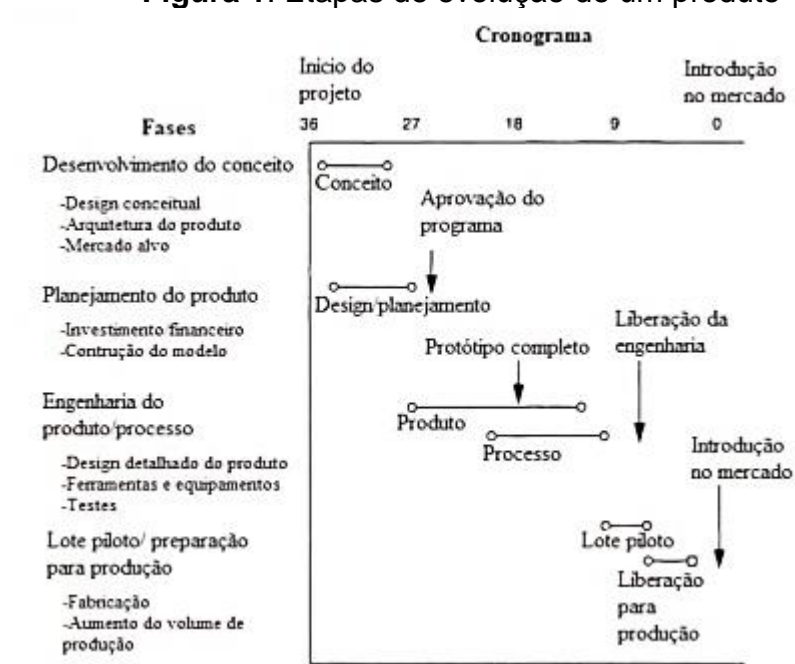 Figura 1. Etapas de evolução de um produto
Cronograma
Inicio do
projeto
Introdução
no mercado
Fases
36 27 18 9 0
Desenvolvimento do conceito
Conceito
-Design conceitual
-Arquitetura do produto
-Mercado alvo
Aprovação do
programa
Planejamento do produto
Design/planejamento
-Investimento financeiro
-Contrução do modelo
Liberação da
engenharia
Protótipo completo
Engenharia do
produto/processo
Produto
Processo
-Design detalhado do produto
-Ferramentas e equipamentos
-Testes
Introdução
no mercado
Lote piloto/ preparação
para produção
Lote piloto
-Fabricação
-Aumento do volume de
produção
Liberação
para
produção